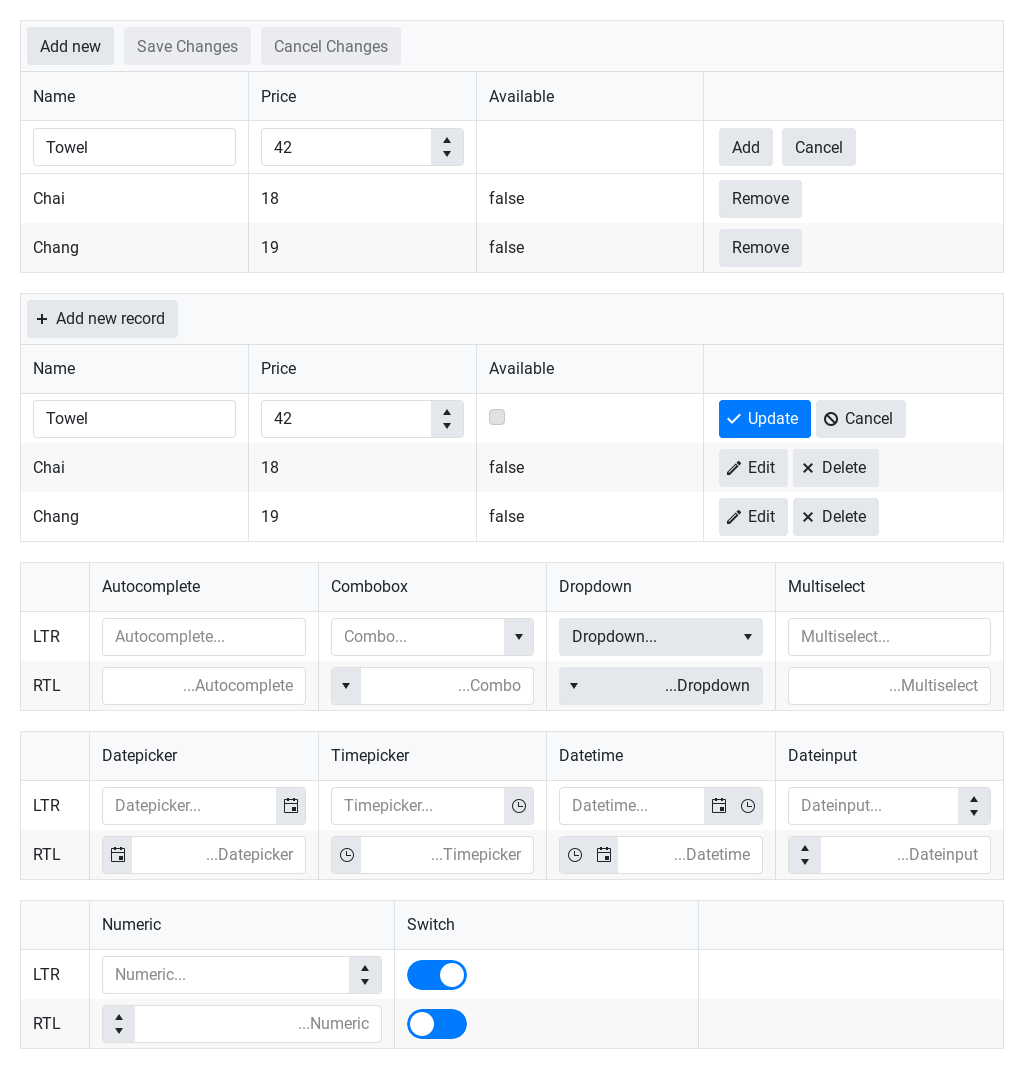 Add new Save Changes Cancel Changes
Name Price Available
Towel 42 Add Cancel
Chai 18 false Remove
Chang 19 false Remove
Add new record
Name Price Available
Towel 42 Update Cancel
Chai 18 false Edit Delete
Chang 19 false Edit Delete
Autocomplete Combobox Dropdown Multiselect
LTR Autocomplete... Combo... Dropdown... Multiselect...
RTL ...Autocomplete ...Combo ...Dropdown ...Multiselect
Datepicker Timepicker Datetime Dateinput
LTR Datepicker... Timepicker... Datetime... Dateinput...
RTL ...Datepicker ...Timepicker ...Datetime ...Dateinput
Numeric Switch
LTR Numeric...
RTL ...Numeric